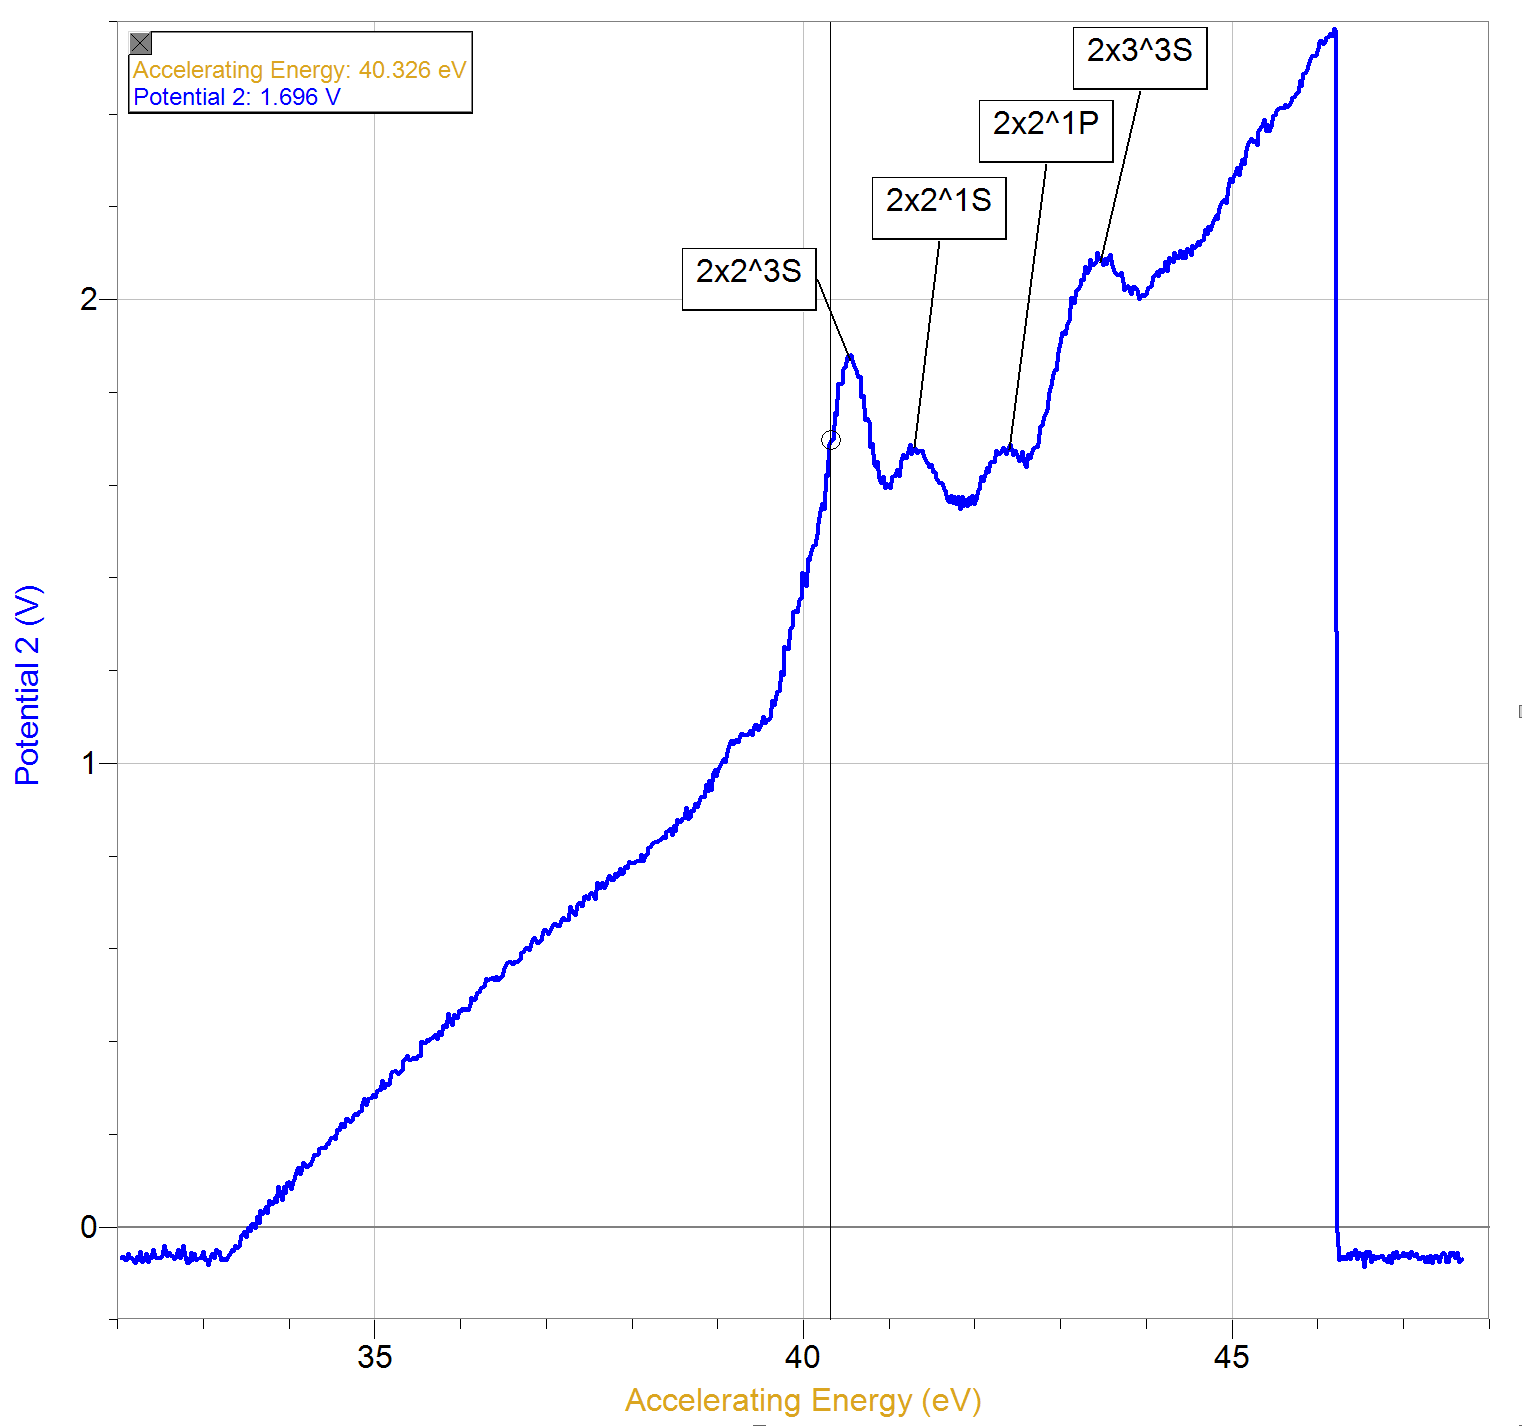 Accelerating Energy: 40.326 eV
Potential 2: 1.696 V
2x3^3S
2x2^1P
2x2^1S
2x2^3S
2
1
0
Potential 2 (V)
35
40
45
Accelerating Energy (eV)